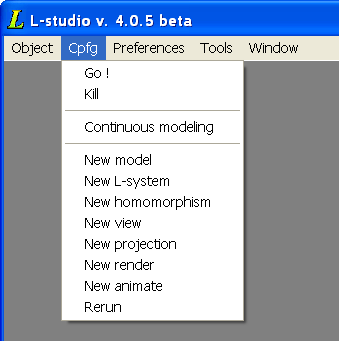 L L-studio v. 4.0.5 beta
Object Cpfg Preferences Tools Window
Go !
Kill
Continuous modeling
New model
New L-system
New homomorphism
New view
New projection
New render
New animate
Rerun